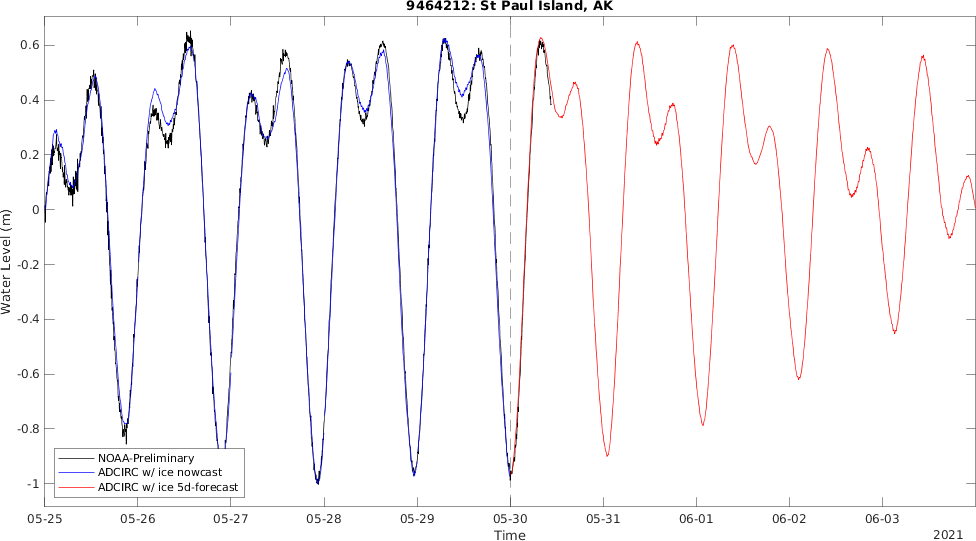 9464212: St Paul Island, AK
Water Level (m)
0.6
0.4
0.2
0
-0.2
-0.4
-0.6
-0.8
-1
NOAA-Preliminary
ADCIRC w/ ice nowcast
ADCIRC w/ ice 5d-forecast
05-25 05-26 05-27 05-28 05-29 05-30 05-31 06-01 06-02 06-03
Time
2021